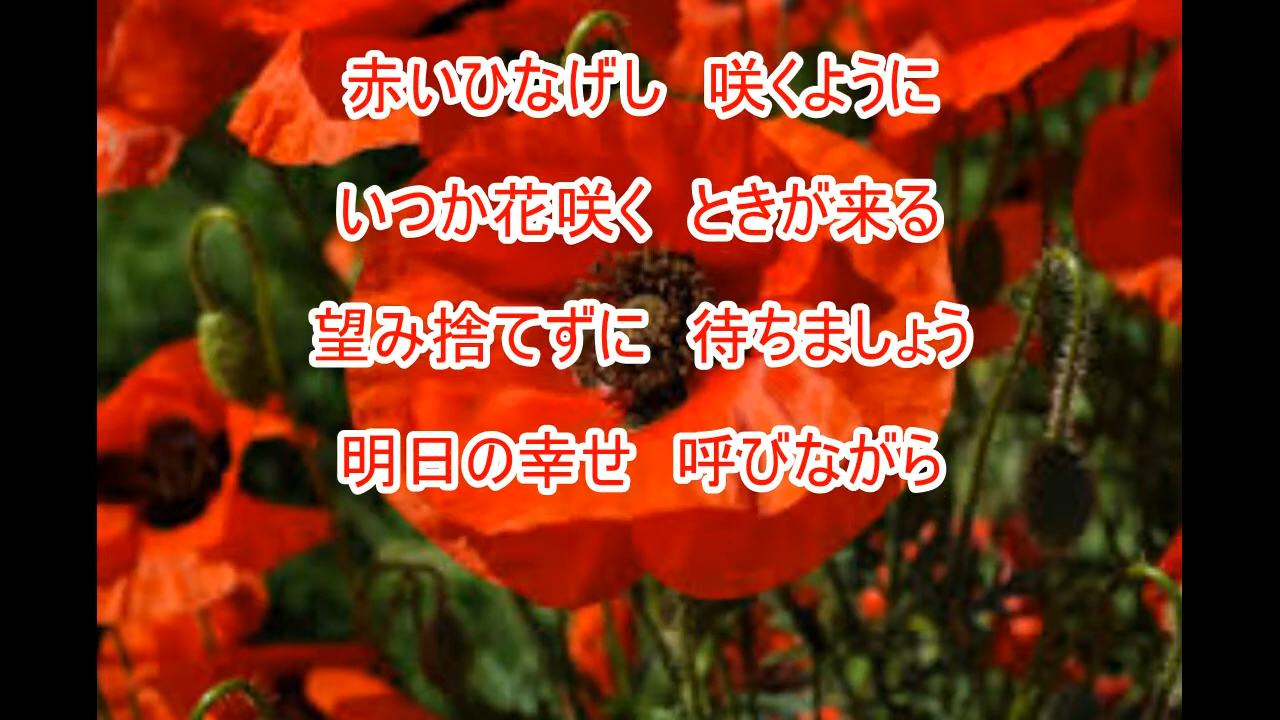 赤いひなげし　咲くように
いつか花咲く　ときが来る
望み捨てずに　待ちましょう
明日の幸せ　呼びながら